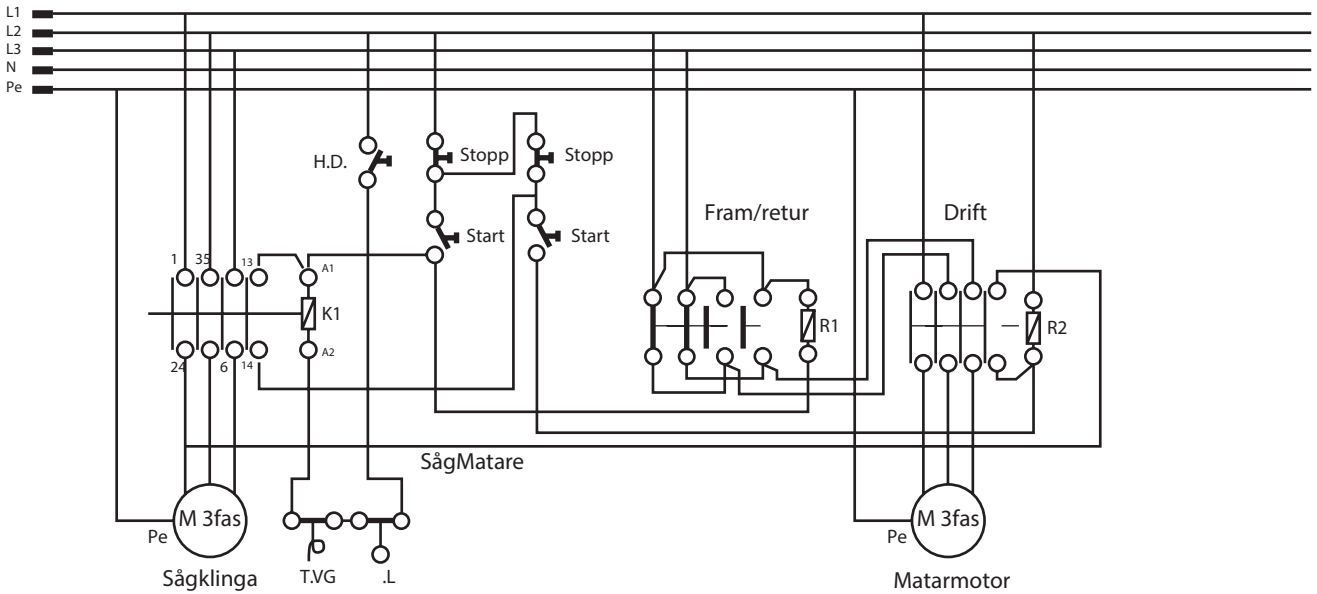 L1
L2
L3
N
Pe
H.D.
Stopp
Stopp
Fram/retur
Drift
Start
Start
1
35
13
A1
K1
R1
R2
24
6
14
A2
SågMatare
M 3fas
M 3fas
Pe
Pe
Sågklinga
T.VG
.L
Matarmotor